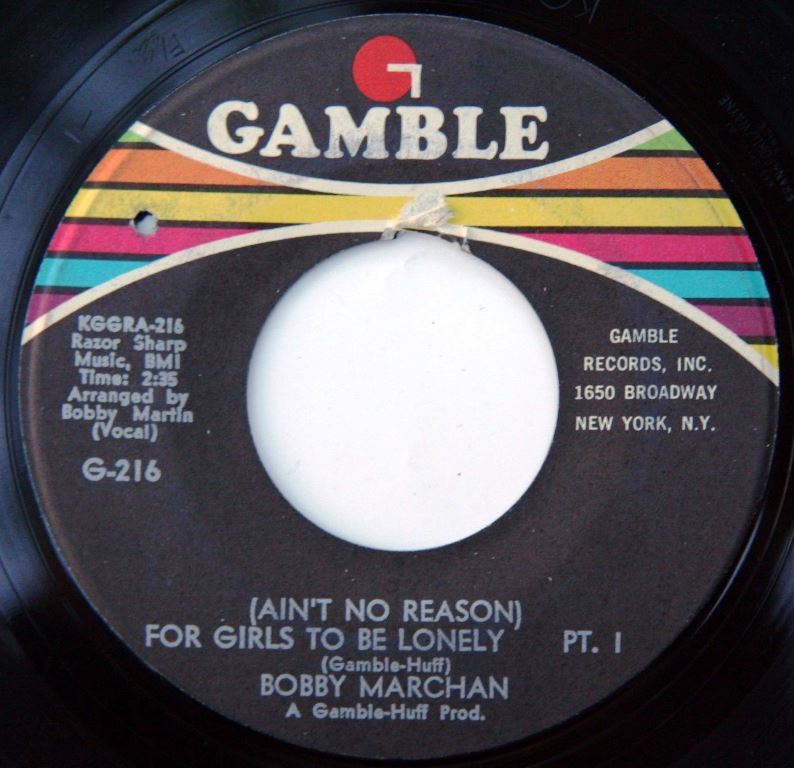 GAMBLE
KGGRA-216
Razor Sharp
Music, BMI
Time: 2:35
Arranged by
Bobby Martin
(Vocal)
G-216
GAMBLE
RECORDS, INC.
1650 BROADWAY
NEW YORK, N.Y.
(AIN'T NO REASON)
FOR GIRLS TO BE LONELY PT. I
(Gamble-Huff)
BOBBY MARCHAN
A Gamble-Huff Prod.